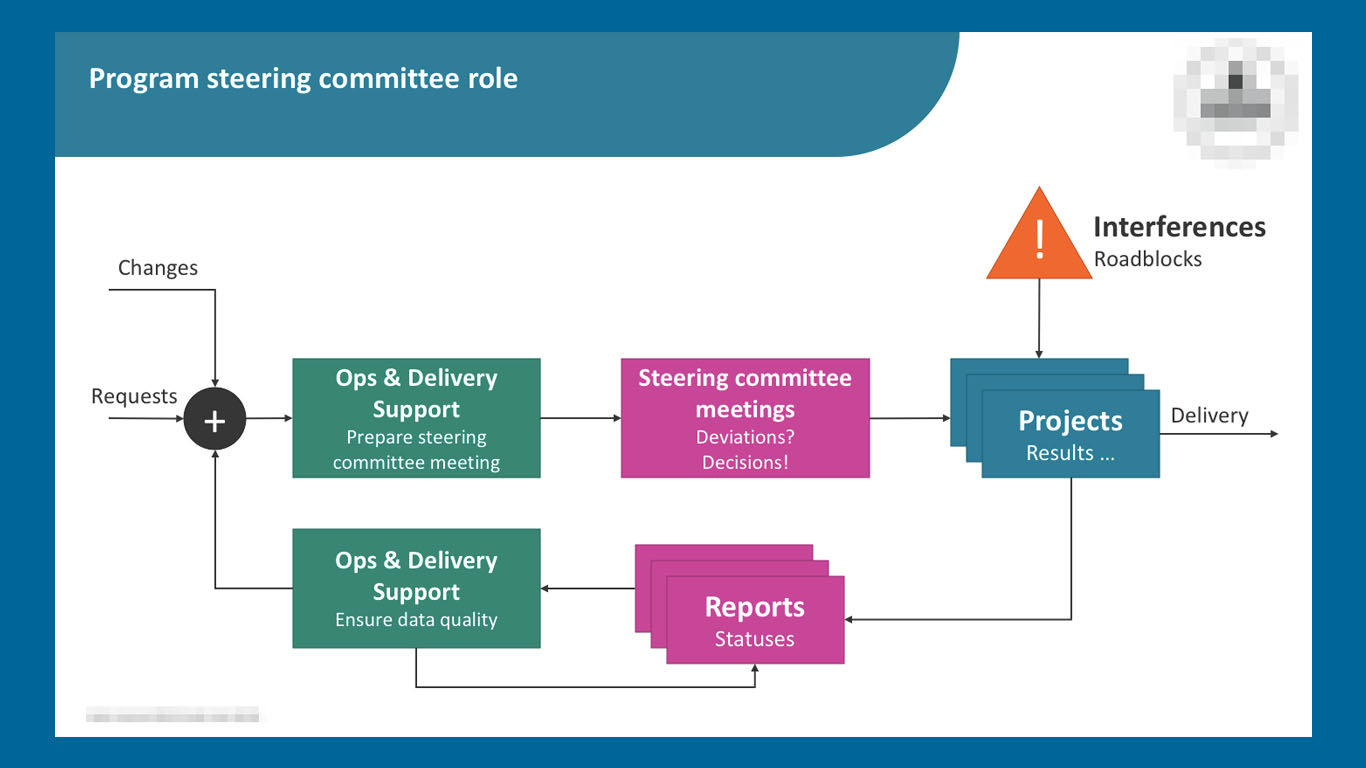 Program steering committee role
!
Interferences
Roadblocks
Changes
Requests
+
Ops & Delivery
Support
Prepare steering
committee meeting
Steering committee
meetings
Deviations?
Decisions!
Projects
Results ...
Delivery
Ops & Delivery
Support
Ensure data quality
Reports
Statuses